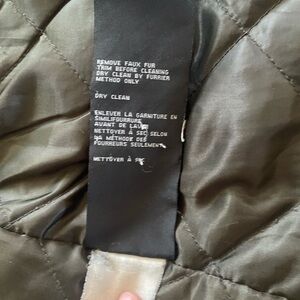 REMOVE FAUX FUR
TRIM BEFORE CLEANING
DRY CLEAN BY FURRIER
METHOD ONLY
DRY CLEAN
ENLEVER LA GARNITURE EN
SIMILIFOURRURE
AVANT DE LAVER
NETTOYER À SEC SELON
LA MÉTHODE DES
FOURREURS SEULEMENT
NETTOYER À SEC